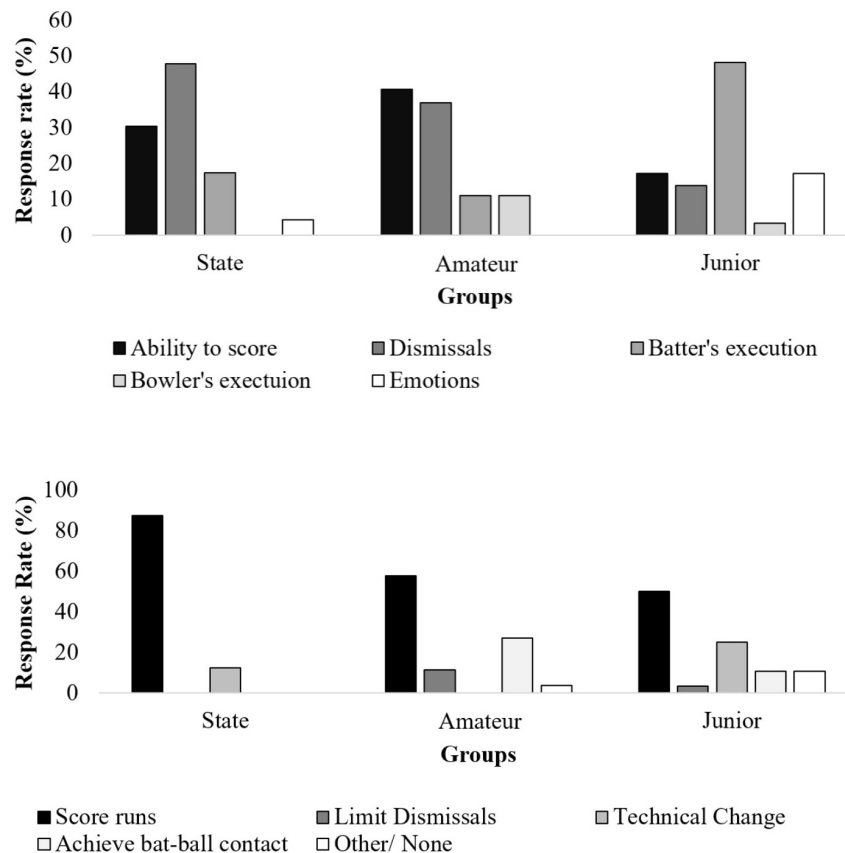 60
50
40
30
20
10
0
Response rate (%)
State Amateur Junior
Groups
Ability to score Dismissals Batter's execution
Bowler's exectuion Emotions
100
80
60
40
20
0
Response Rate (%)
State Amateur Junior
Groups
Score runs Limit Dismissals Technical Change
Achieve bat-ball contact Other/ None